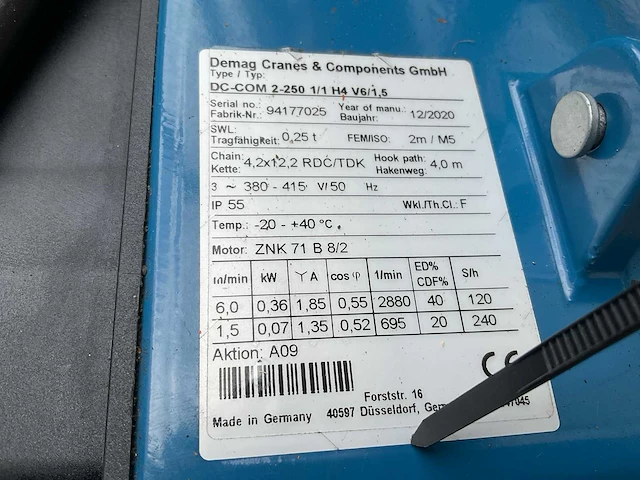 Demag Cranes & Components GmbH
Type / Typ:
DC-COM 2-250 1/1 H4 V6/1,5
Serial no.: Fabrik-Nr.: 94177025 Year of manu.: Baujahr: 12/2020
SWL: Tragfähigkeit: 0,25 t FEM/ISO: 2m / M5
Chain: Kette: 4,2x12,2 RDC/TDK Hook path: Hakenweg: 4,0 m
3 ~ 380 - 415 V/50 Hz
IP 55 Wkl./Th.Cl.: F
Temp.: -20 - +40 °C
Motor: ZNK 71 B 8/2
m/min kW Y A cos φ 1/min ED% CDF% S/h
6,0 0,36 1,85 0,55 2880 40 120
1,5 0,07 1,35 0,52 695 20 240
Aktion: A09
CE
Forststr. 16
Made in Germany 40597 Düsseldorf,